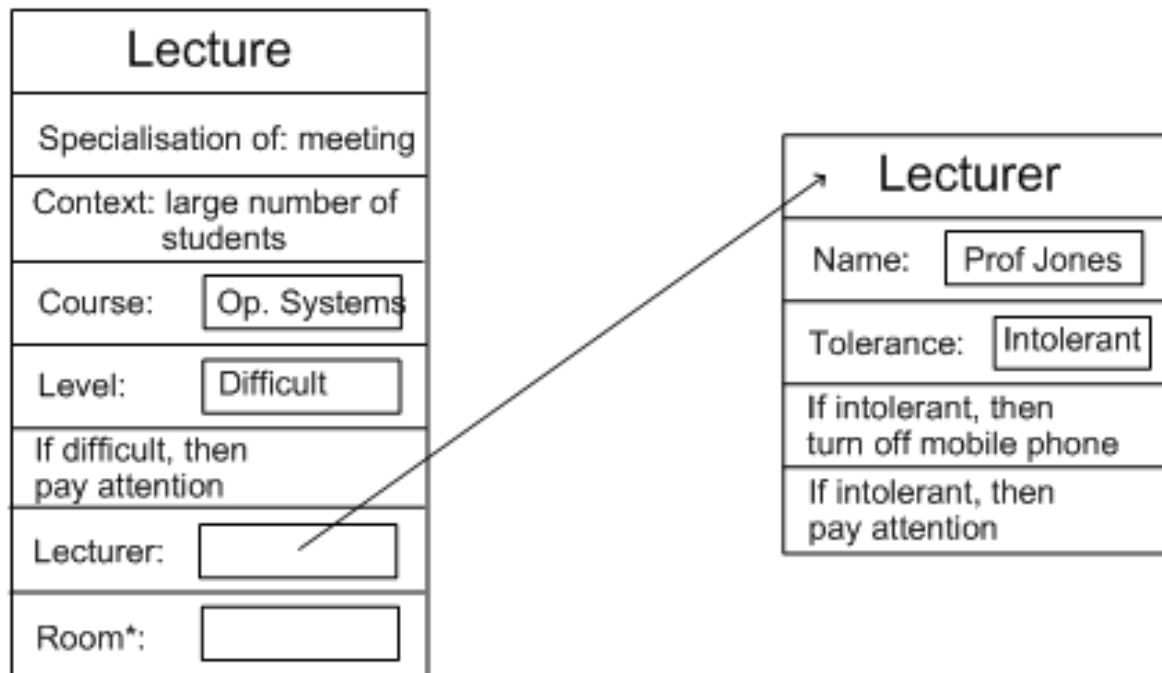 Lecture
Specialisation of: meeting
Context: large number of
students
Course: Op. Systems
Level: Difficult
If difficult, then
pay attention
Lecturer:
Room*:
Lecturer
Name: Prof Jones
Tolerance: Intolerant
If intolerant, then
turn off mobile phone
If intolerant, then
pay attention